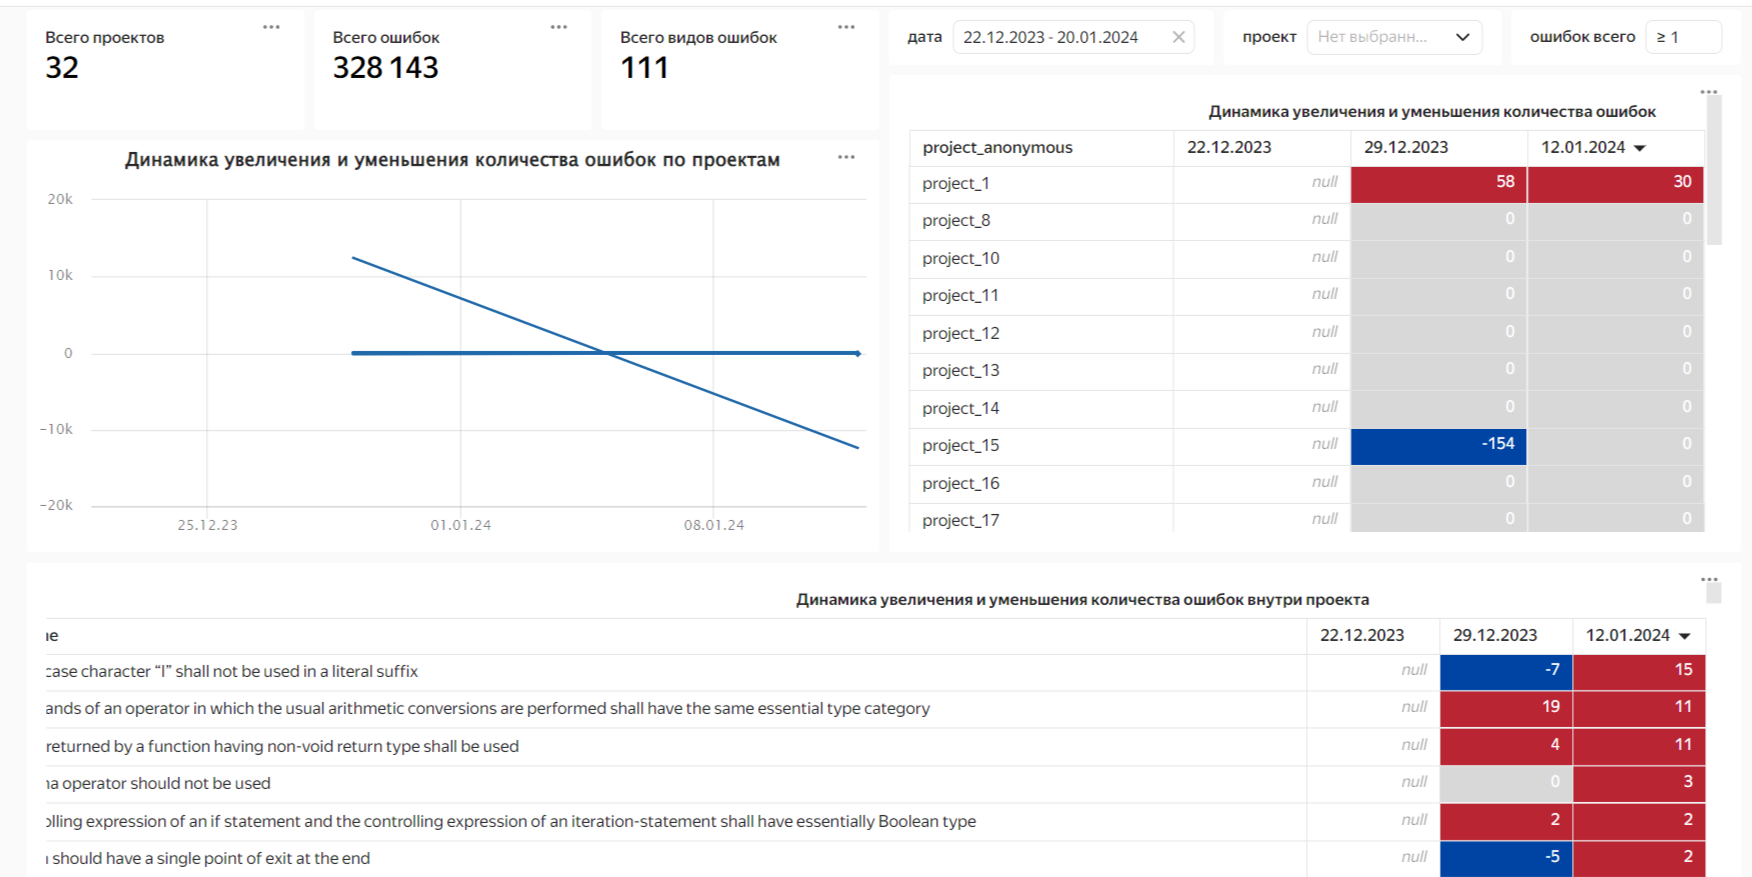 Всего проектов
32
Всего ошибок
328 143
Всего видов ошибок
111
дата 22.12.2023 - 20.01.2024
проект Нет выбранн...
ошибок всего ≥ 1
Динамика увеличения и уменьшения количества ошибок по проектам
20k
10k
0
−10k
−20k
25.12.23 01.01.24 08.01.24
Динамика увеличения и уменьшения количества ошибок
project_anonymous 22.12.2023 29.12.2023 12.01.2024
project_1 null 58 30
project_8 null 0 0
project_10 null 0 0
project_11 null 0 0
project_12 null 0 0
project_13 null 0 0
project_14 null 0 0
project_15 null -154 0
project_16 null 0 0
project_17 null 0 0
Динамика увеличения и уменьшения количества ошибок внутри проекта
22.12.2023 29.12.2023 12.01.2024
case character “l” shall not be used in a literal suffix null -7 15
ands of an operator in which the usual arithmetic conversions are performed shall have the same essential type category null 19 11
returned by a function having non-void return type shall be used null 4 11
operator should not be used null 0 3
olling expression of an if statement and the controlling expression of an iteration-statement shall have essentially Boolean type null 2 2
should have a single point of exit at the end null -5 2